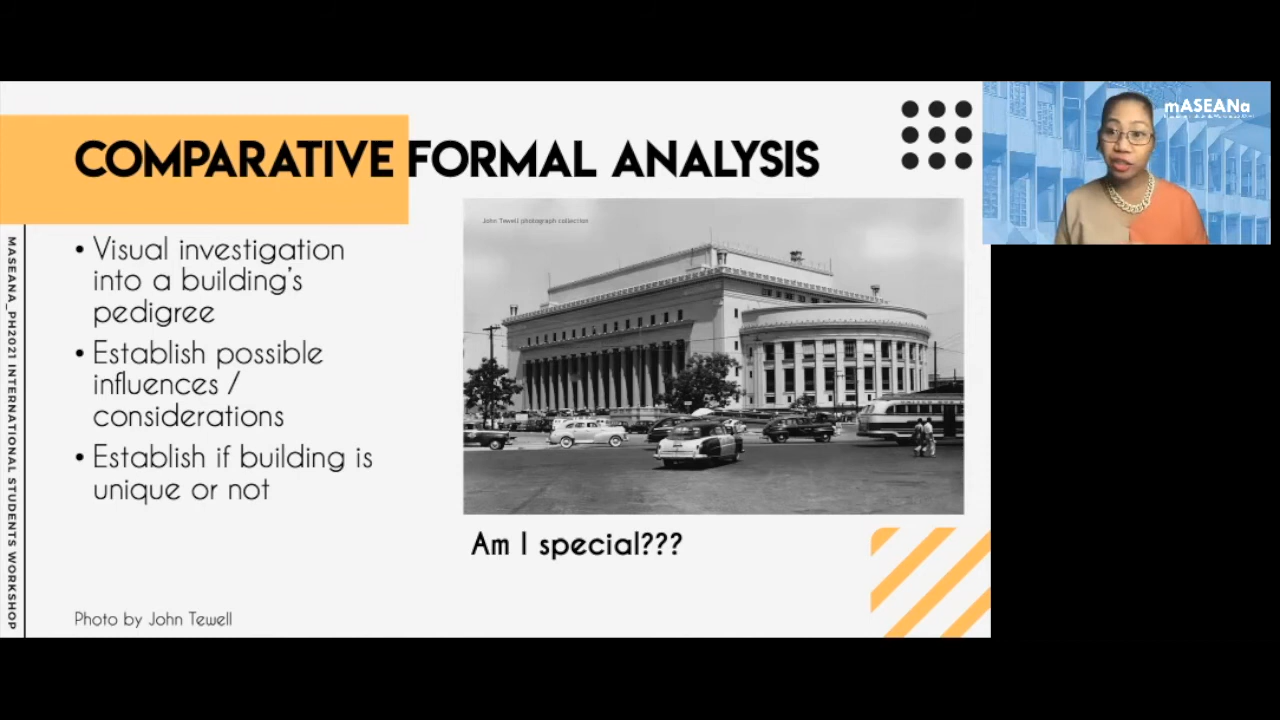 COMPARATIVE FORMAL ANALYSIS
• Visual investigation
into a building's
pedigree
• Establish possible
influences /
considerations
• Establish if building is
unique or not
John Tewell photograph collection
Am I special???
Photo by John Tewell
MASEANA_PH2021 INTERNATIONAL STUDENTS WORKSHOP
mASEANa